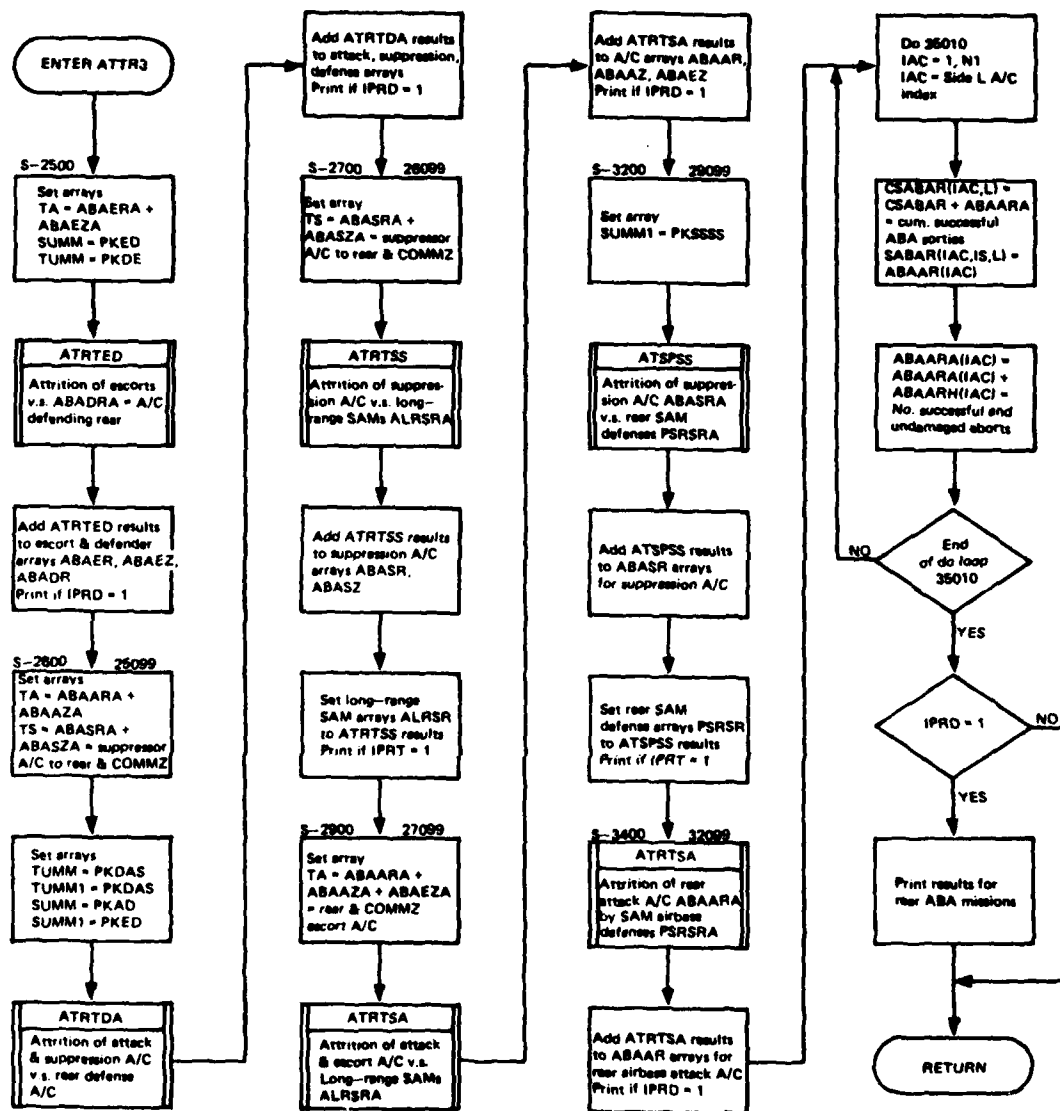 ENTER ATTR3
S-2500
Set arrays
TA = ABAERA +
ABAEZA
SUMM = PKED
TUMM = PKDE
ATRTED
Attrition of escorts
v.s. ABADRA = A/C
defending rear
Add ATRTED results
to escort & defender
arrays ABAER, ABAEZ,
ABADR
Print if IPRD = 1
S-2600 25099
Set arrays
TA = ABAARA +
ABAAZA
TS = ABASRA +
ABASZA = suppressor
A/C to rear & COMMZ
Set arrays
TUMM = PKDAS
TUMM1 = PKDAS
SUMM = PKAD
SUMM1 = PKED
ATRTDA
Attrition of attack
& suppression A/C
v.s. rear defense
A/C
Add ATRTDA results
to attack, suppression,
defense arrays
Print if IPRD = 1
S-2700 26099
Set array
TS = ABASRA +
ABASZA = suppressor
A/C to rear & COMMZ
ATRTSS
Attrition of suppres-
sion A/C v.s. long-
range SAMs ALRSRA
Add ATRTSS results
to suppression A/C
arrays ABASR,
ABASZ
Set long-range
SAM arrays ALRSR
to ATRTSS results
Print if IPRT = 1
S-2900 27099
Set array
TA = ABAARA +
ABAAZA + ABAEZA
= rear & COMMZ
escort A/C
ATRTSA
Attrition of attack
& escort A/C v.s.
Long-range SAMs
ALRSRA
Add ATRTSA results
to A/C arrays ABAAR,
ABAAZ, ABAEZ
Print if IPRD = 1
S-3200 29099
Set array
SUMM1 = PKSSSS
ATSPSS
Attrition of suppres-
sion A/C ABASRA
v.s. rear SAM
defenses PSRSRA
Add ATSPSS results
to ABASR arrays
for suppression A/C
Set rear SAM
defense arrays PSRSR
to ATSPSS results
Print if IPRT = 1
S-3400 32099
ATRTSA
Attrition of rear
attack A/C ABAARA
by SAM airbase
defenses PSRSRA
Add ATRTSA results
to ABAAR arrays for
rear airbase attack A/C
Print if IPRD = 1
Do 35010
IAC = 1, N1
IAC = Side L A/C
index
CSABAR(IAC,L) =
CSABAR + ABAARA
= cum. successful
ABA sorties
SABAR(IAC,IS,L) =
ABAAR(IAC)
ABAARA(IAC) =
ABAARA(IAC) +
ABAARH(IAC) =
No. successful and
undamaged aborts
NO
End
of do loop
35010
YES
IPRD = 1
NO
YES
Print results for
rear ABA missions
RETURN